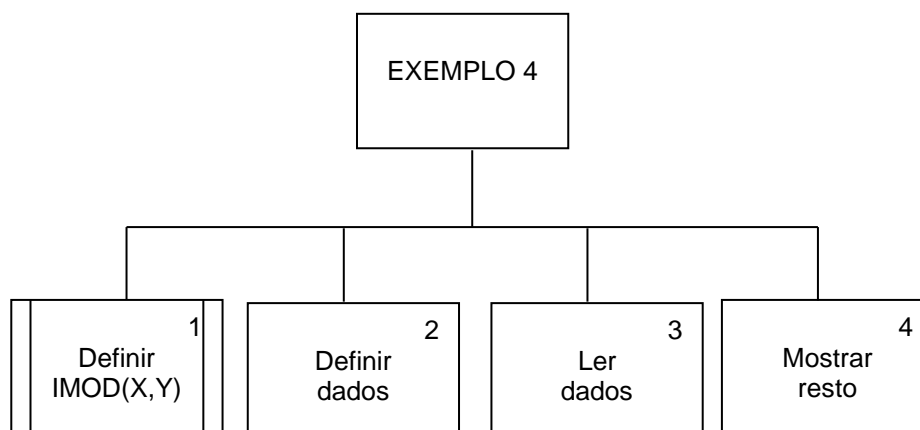 EXEMPLO 4
1
Definir
IMOD(X,Y)
2
Definir
dados
3
Ler
dados
4
Mostrar
resto